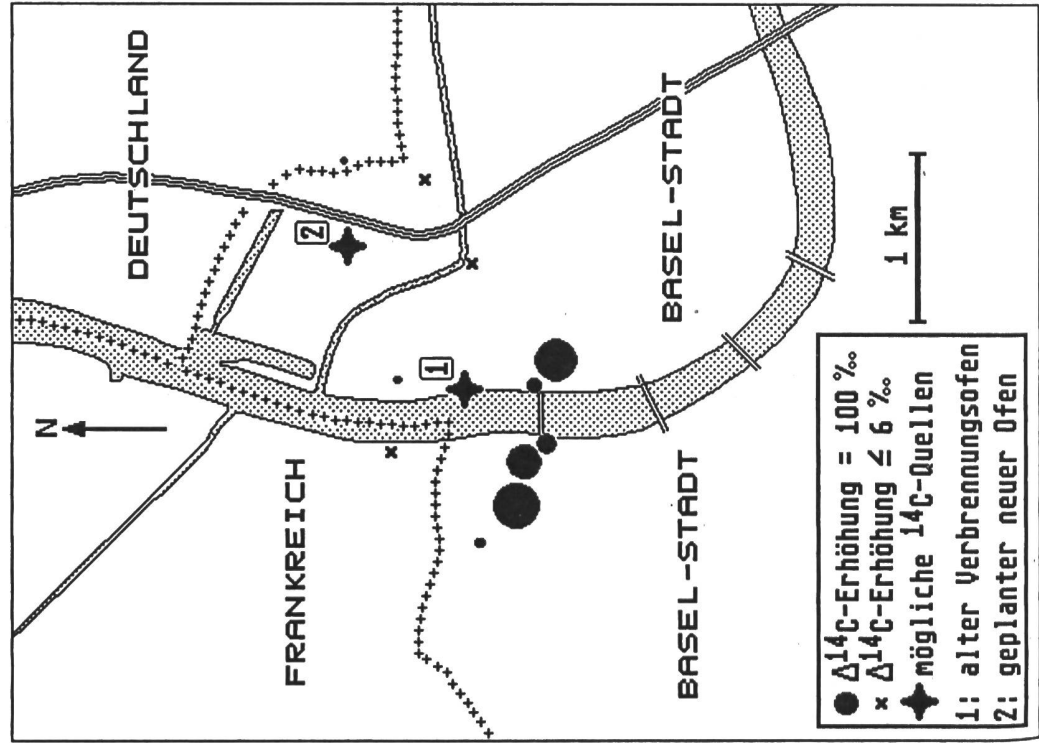 DEUTSCHLAND
N
2
1
FRANKREICH
BASEL-STADT
BASEL-STADT
1 km
Δ¹⁴C-Erhöhung = 100 ‰
Δ¹⁴C-Erhöhung ≤ 6 ‰
mögliche ¹⁴C-Quellen
1: alter Verbrennungsofen
2: geplanter neuer Ofen